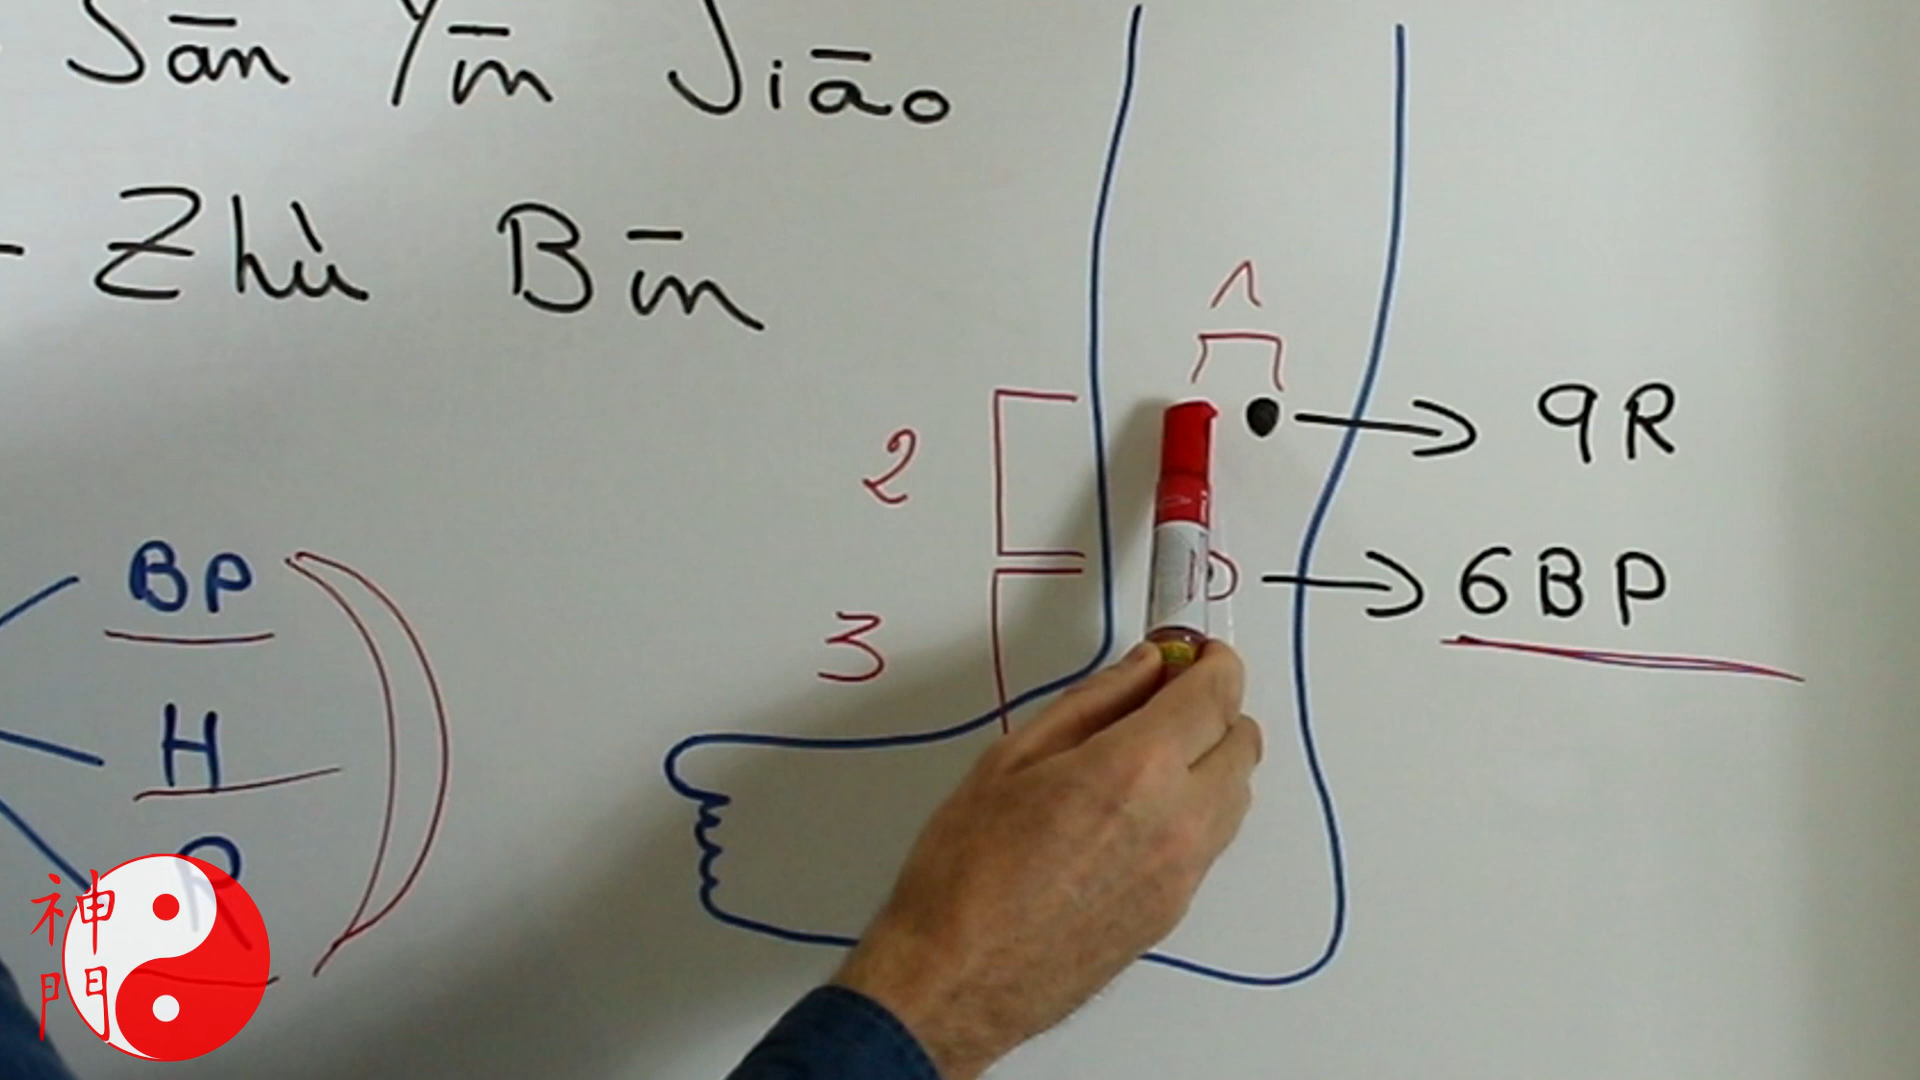 Sān Yīn Jiāo
- Zhù Bīn
1
9R
2
6BP
3
BP
H
R
神門